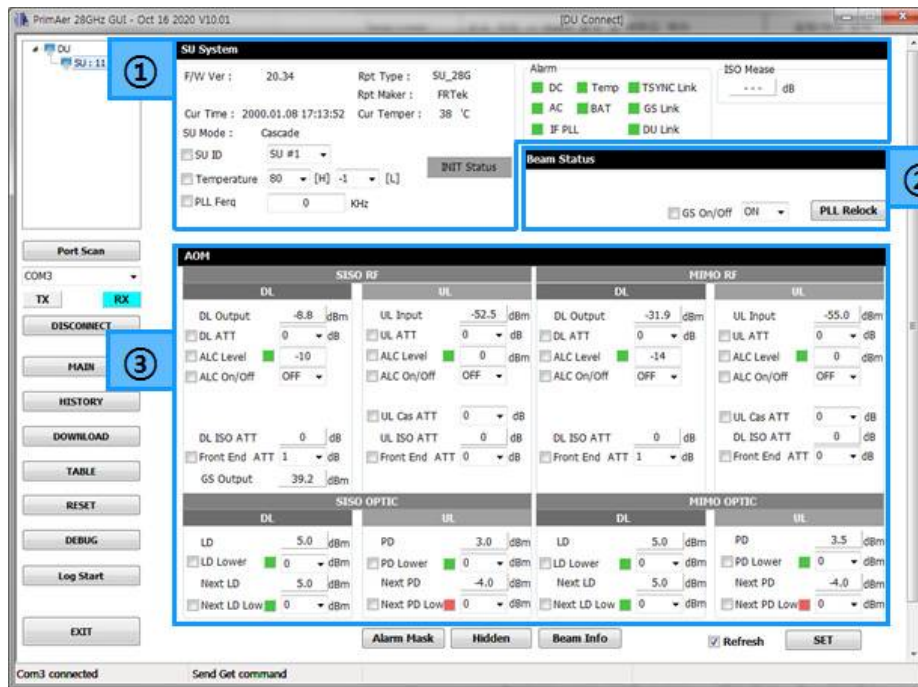 PrimAer 28GHz GUI - Oct 16 2020 V10.01 [DU Connect]
DU
SU : 11
①
SU System
F/W Ver : 20.34 Rpt Type : SU_28G
Rpt Maker : FRTek
Cur Time : 2000.01.08 17:13:52 Cur Temper : 38 'C
SU Mode : Cascade
SU ID SU #1
INIT Status
Temperature 80 [H] -1 [L]
PLL Ferq 0 KHz
Alarm
DC Temp TSYNC Link
AC BAT GS Link
IF PLL DU Link
ISO Mease
--- dB
②
Beam Status
GS On/Off ON PLL Relock
Port Scan
COM3
TX RX
DISCONNECT
MAIN
HISTORY
DOWNLOAD
TABLE
RESET
DEBUG
Log Start
EXIT
③
AOM
SISO RF MIMO RF
DL UL DL UL
DL Output -8.8 dBm UL Input -52.5 dBm DL Output -31.9 dBm UL Input -55.0 dBm
DL ATT 0 dB UL ATT 0 dB DL ATT 0 dB UL ATT 0 dB
ALC Level -10 ALC Level 0 dBm ALC Level -14 ALC Level 0 dBm
ALC On/Off OFF ALC On/Off OFF ALC On/Off OFF ALC On/Off OFF
UL Cas ATT 0 dB UL Cas ATT 0 dB
DL ISO ATT 0 dB UL ISO ATT 0 dB DL ISO ATT 0 dB DL ISO ATT 0 dB
Front End ATT 1 dB Front End ATT 0 dB Front End ATT 1 dB Front End ATT 0 dB
GS Output 39.2 dBm
SISO OPTIC MIMO OPTIC
DL UL DL UL
LD 5.0 dBm PD 3.0 dBm LD 5.0 dBm PD 3.5 dBm
LD Lower 0 dBm PD Lower 0 dBm LD Lower 0 dBm PD Lower 0 dBm
Next LD 5.0 dBm Next PD -4.0 dBm Next LD 5.0 dBm Next PD -4.0 dBm
Next LD Low 0 dBm Next PD Low 0 dBm Next LD Low 0 dBm Next PD Low 0 dBm
Alarm Mask Hidden Beam Info Refresh SET
Com3 connected Send Get command